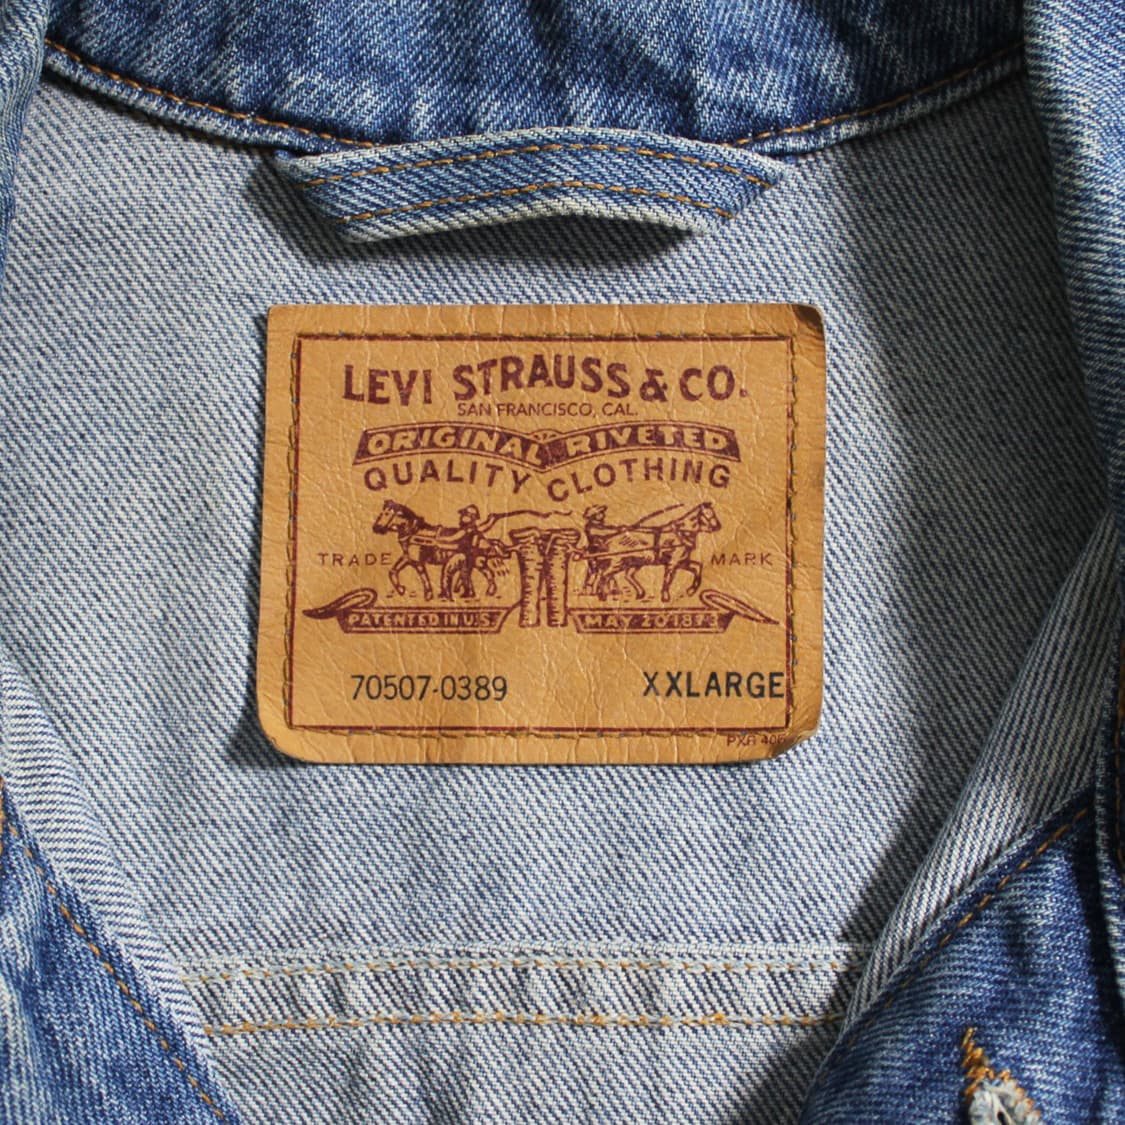 LEVI STRAUSS & CO.
SAN FRANCISCO, CAL.
ORIGINAL RIVETED
QUALITY CLOTHING
TRADE MARK
PATENTED IN U.S. MAY 20 1873
70507-0389 XXLARGE